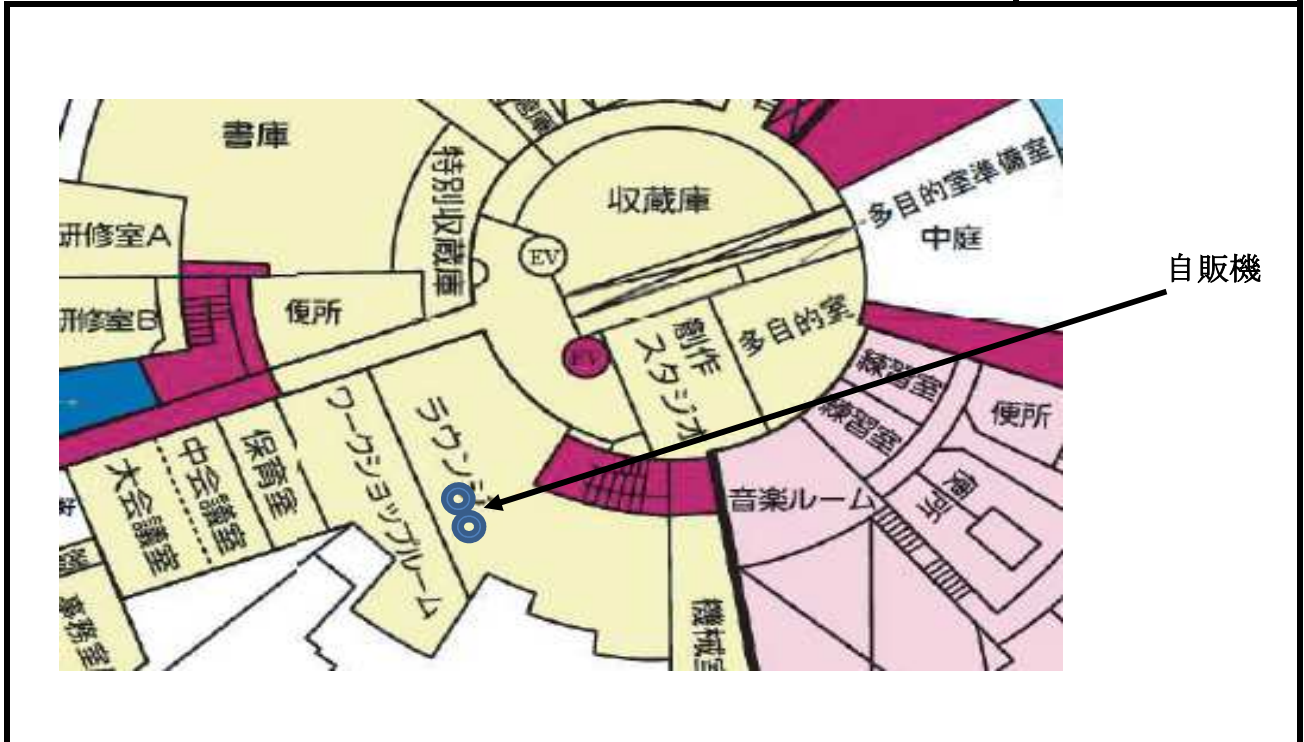 書庫
特別収蔵庫
収蔵庫
多目的室準備室
中庭
自販機
研修室A
EV
研修室B
便所
EV
創作
スタジオ
多目的室
練習室
練習室
便所
便所
ラウンジ
ワークショップルーム
保育室
中会議室
大会議室
音楽ルーム
機械室
事務室